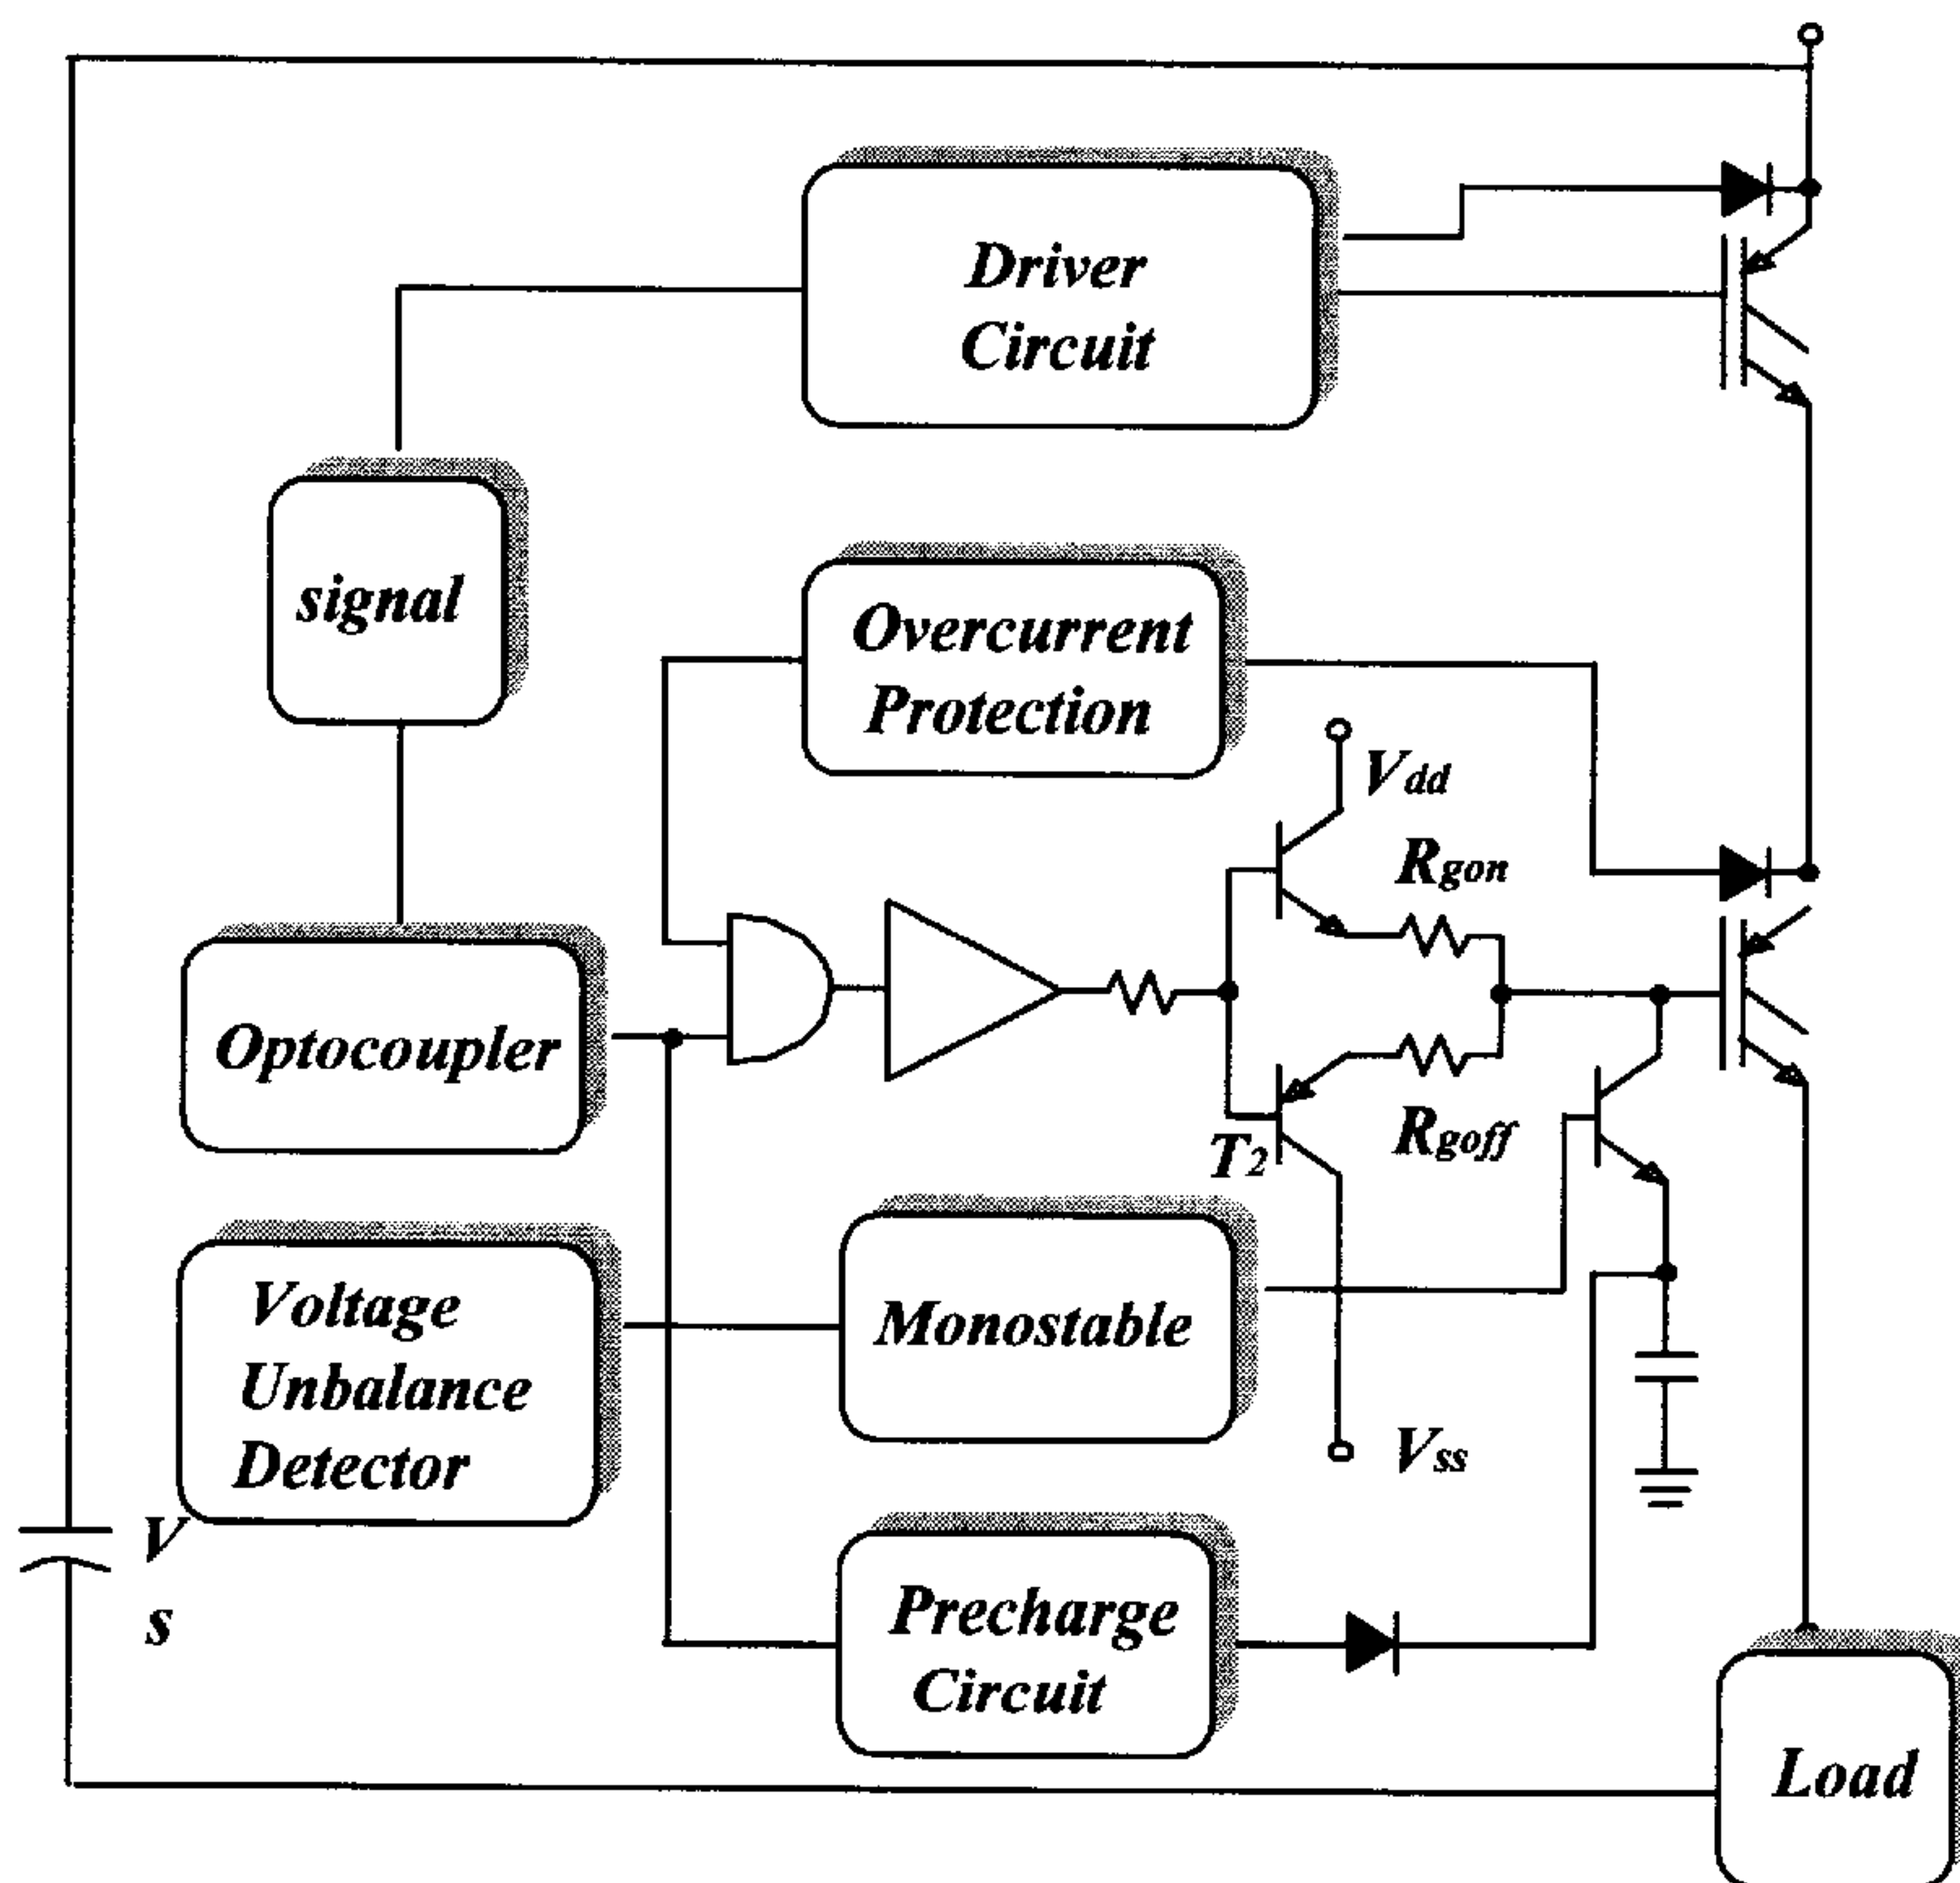 Driver
Circuit
signal
Overcurrent
Protection
Vdd
Rgon
Optocoupler
T2
Rgoff
Voltage
Unbalance
Detector
Monostable
Vss
V
s
Precharge
Circuit
Load